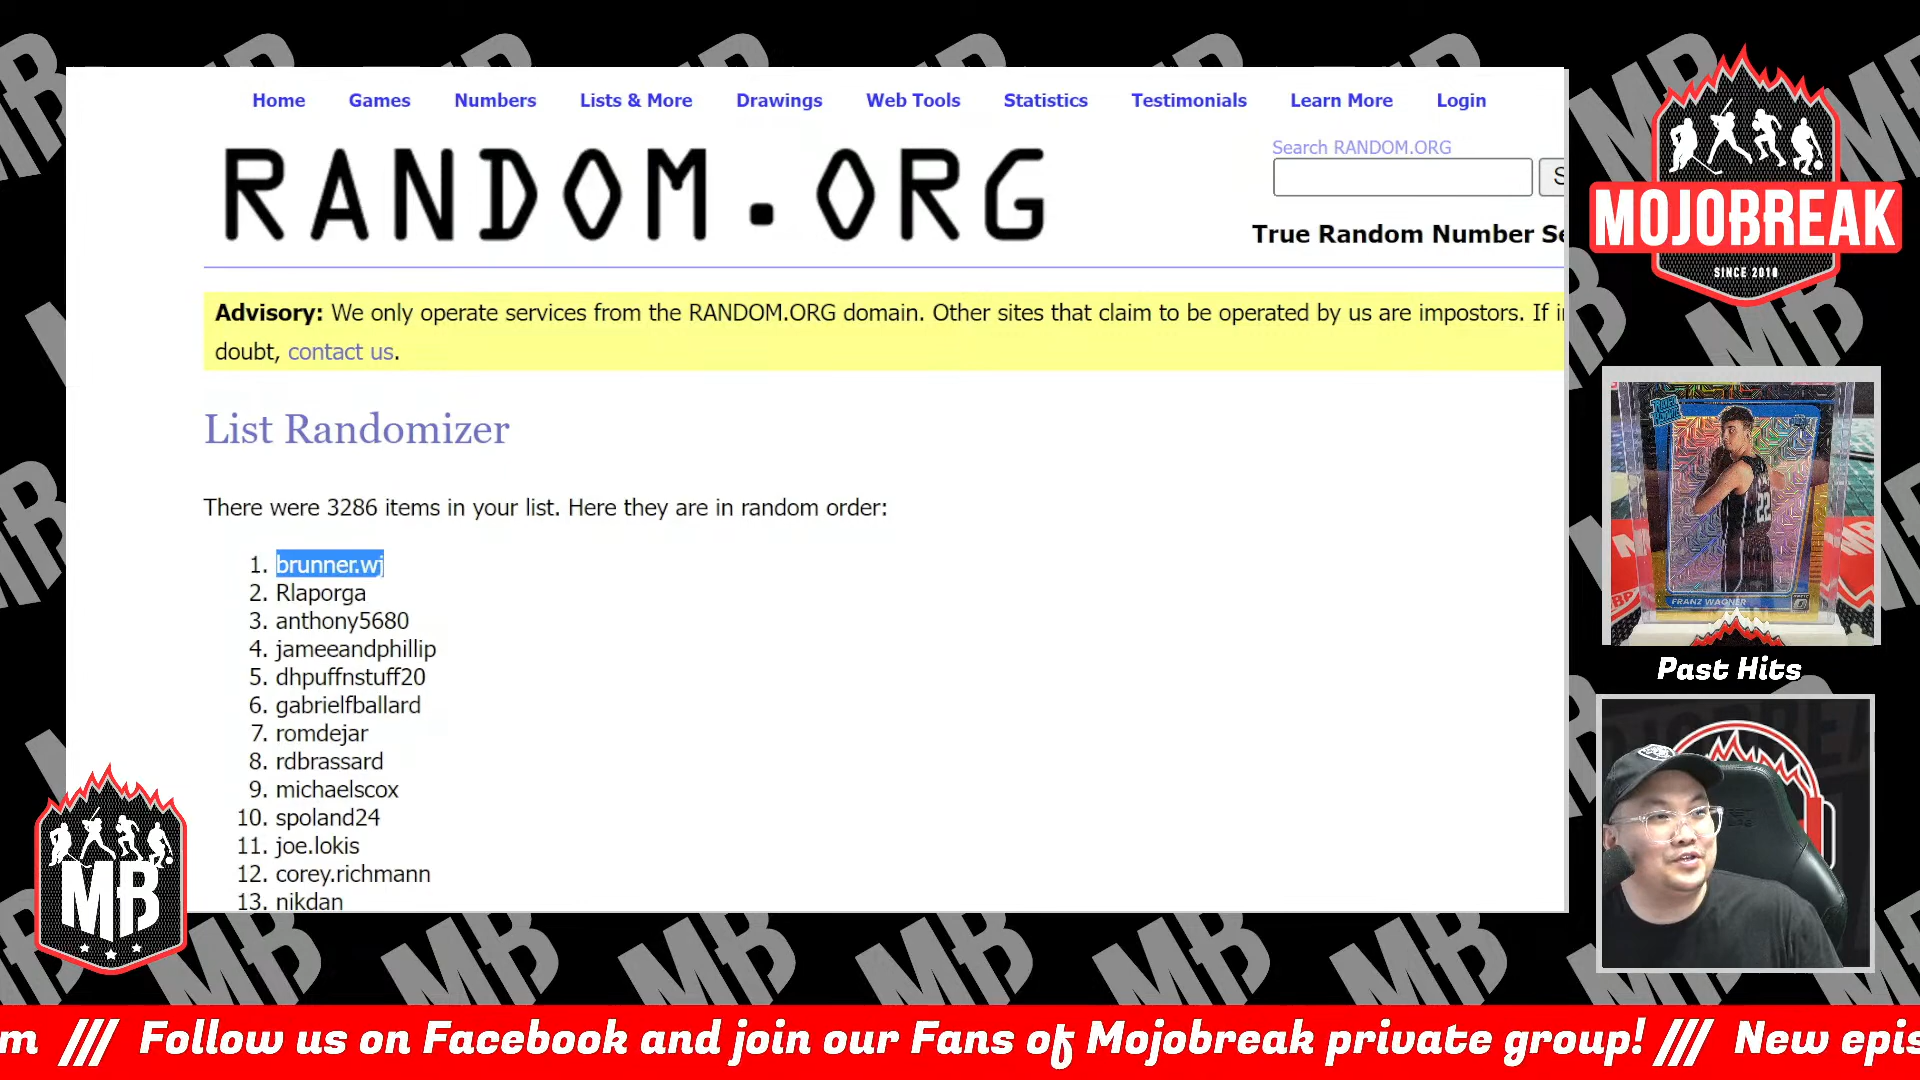 Home Games Numbers Lists & More Drawings Web Tools Statistics Testimonials Learn More Login
RANDOM.ORG
Search RANDOM.ORG
True Random Number Se
Advisory: We only operate services from the RANDOM.ORG domain. Other sites that claim to be operated by us are impostors. If in
doubt, contact us.
List Randomizer
There were 3286 items in your list. Here they are in random order:
1. brunner.wj
2. Rlaporga
3. anthony5680
4. jameeandphillip
5. dhpuffnstuff20
6. gabrielfballard
7. romdejar
8. rdbrassard
9. michaelscox
10. spoland24
11. joe.lokis
12. corey.richmann
13. nikdan
MOJOBREAK
SINCE 2010
FRANZ WAGNER
22
Past Hits
MB
m /// Follow us on Facebook and join our Fans of Mojobreak private group! /// New epis